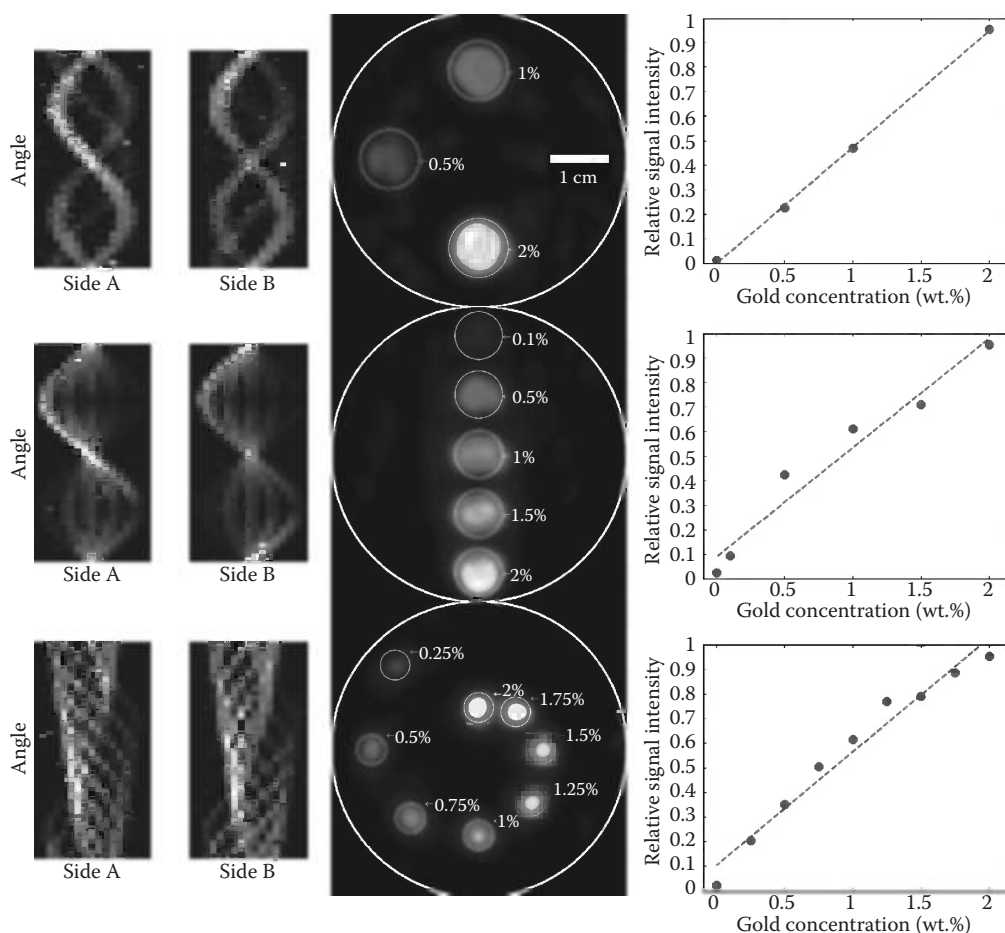 Angle
Side A
Side B
1%
0.5%
1 cm
2%
Relative signal intensity
1
0.9
0.8
0.7
0.6
0.5
0.4
0.3
0.2
0.1
0
0 0.5 1 1.5 2
Gold concentration (wt.%)
Angle
Side A
Side B
0.1%
0.5%
1%
1.5%
2%
Relative signal intensity
1
0.9
0.8
0.7
0.6
0.5
0.4
0.3
0.2
0.1
0
0 0.5 1 1.5 2
Gold concentration (wt.%)
Angle
Side A
Side B
0.25%
2%
1.75%
0.5%
1.5%
1.25%
0.75%
1%
Relative signal intensity
1
0.9
0.8
0.7
0.6
0.5
0.4
0.3
0.2
0.1
0
0 0.5 1 1.5 2
Gold concentration (wt.%)